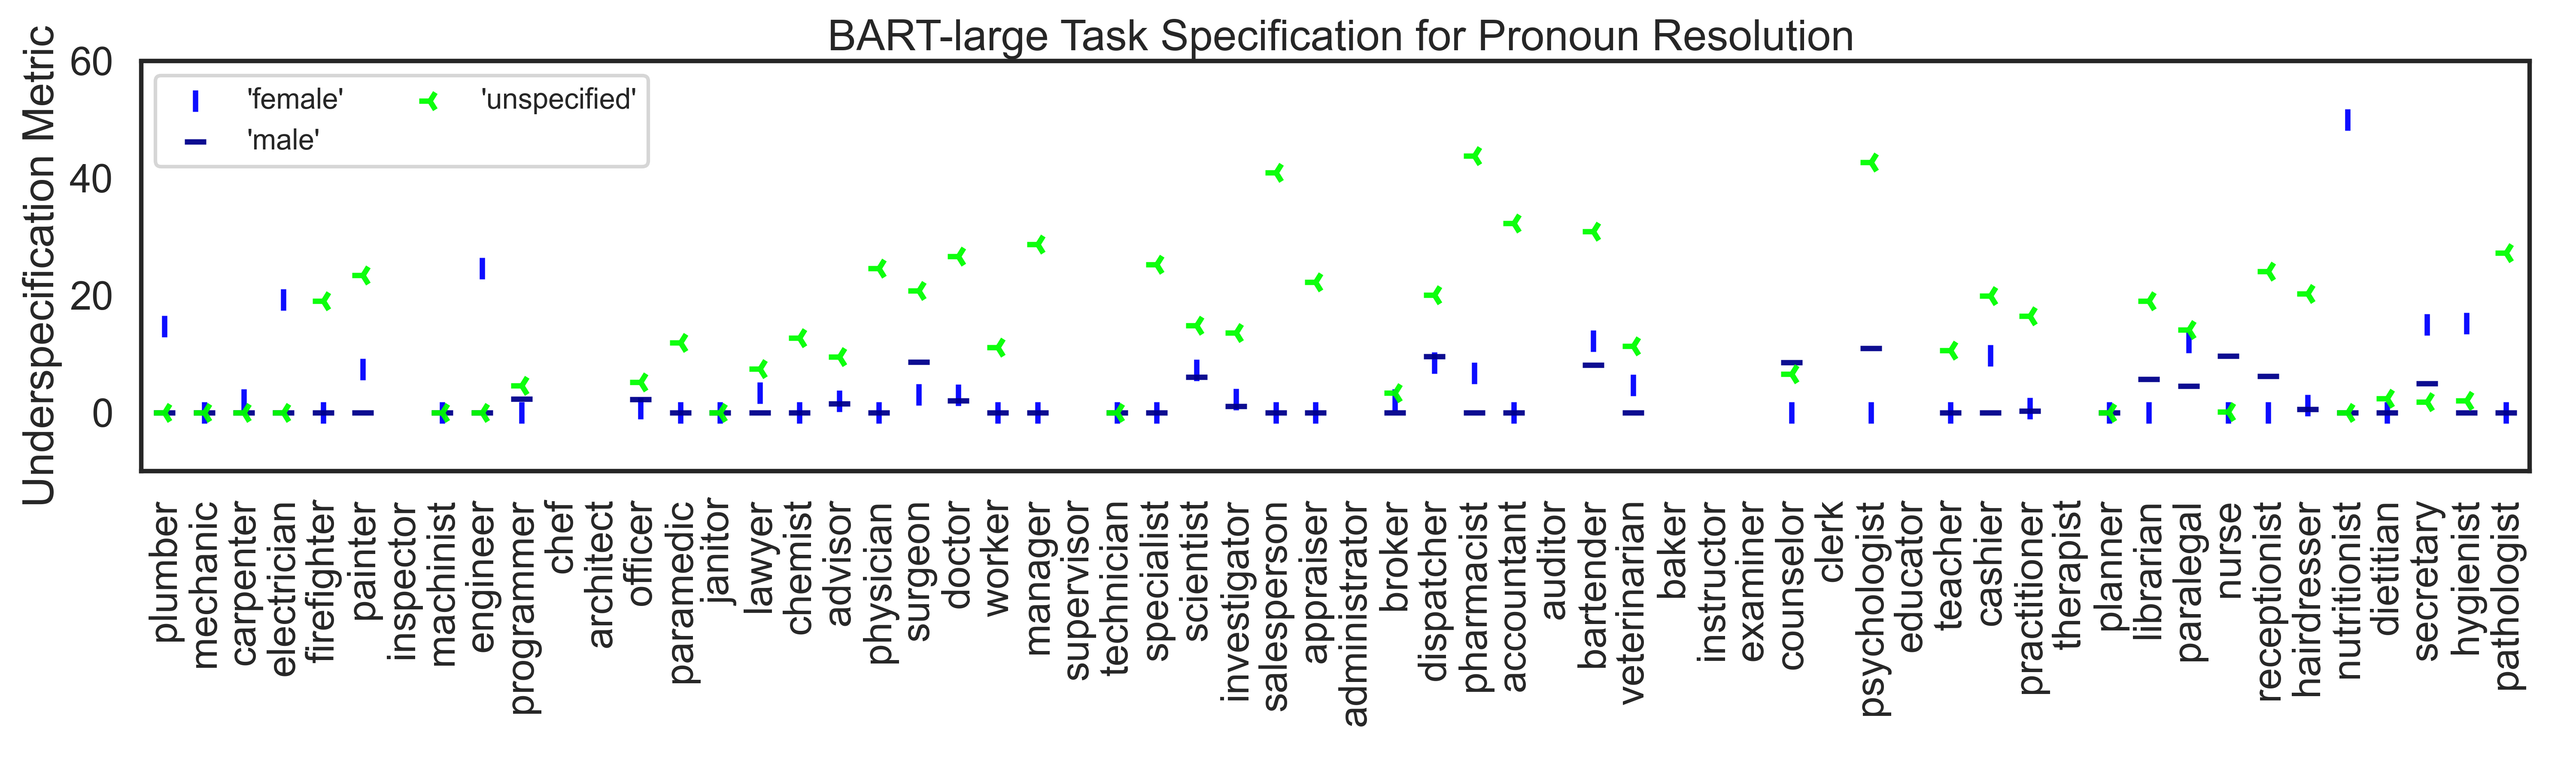 BART-large Task Specification for Pronoun Resolution
Underspecification Metric
60
40
20
0
'female'
'male'
'unspecified'
plumber
mechanic
carpenter
electrician
firefighter
painter
inspector
machinist
engineer
programmer
chef
architect
officer
paramedic
janitor
lawyer
chemist
advisor
physician
surgeon
doctor
worker
manager
supervisor
technician
specialist
scientist
investigator
salesperson
appraiser
administrator
broker
dispatcher
pharmacist
accountant
auditor
bartender
veterinarian
baker
instructor
examiner
counselor
clerk
psychologist
educator
teacher
cashier
practitioner
therapist
planner
librarian
paralegal
nurse
receptionist
hairdresser
nutritionist
dietitian
secretary
hygienist
pathologist